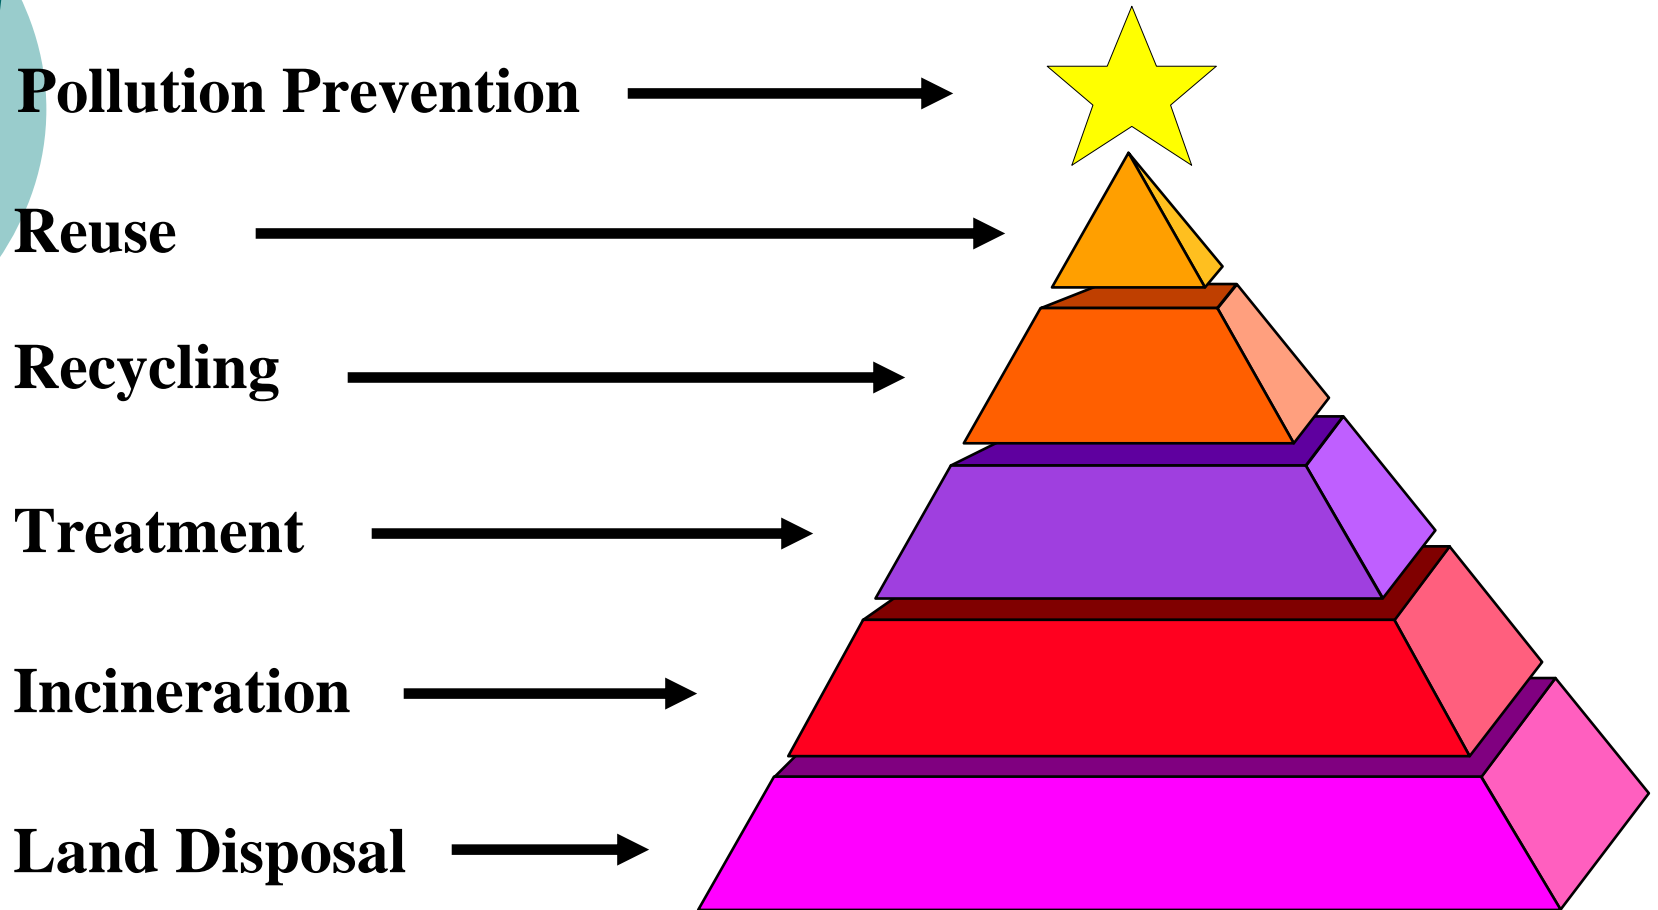 Pollution Prevention
Reuse
Recycling
Treatment
Incineration
Land Disposal